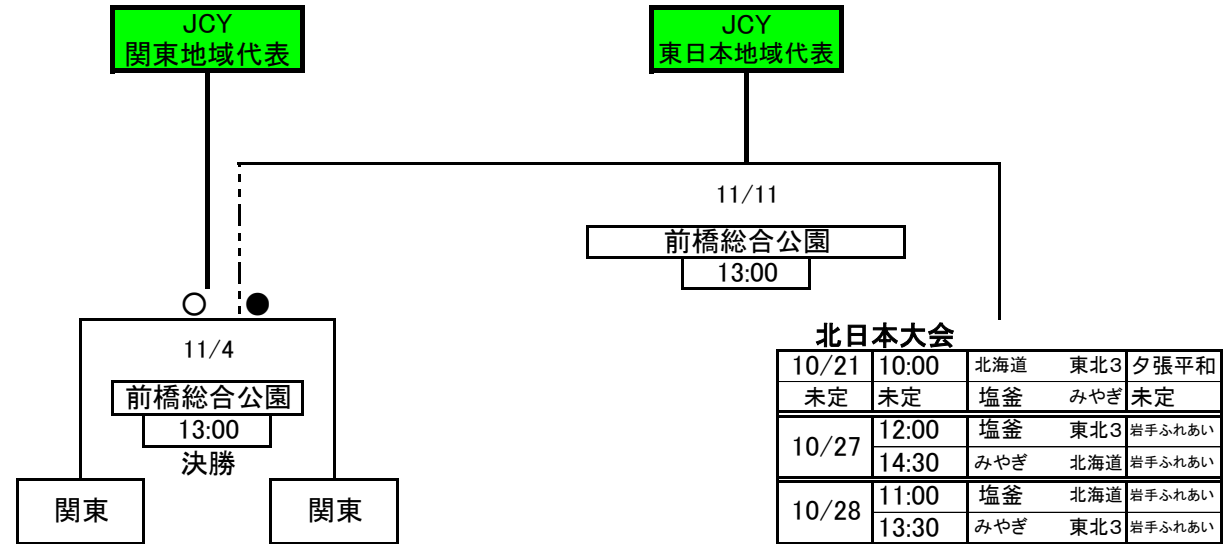 JCY
関東地域代表
JCY
東日本地域代表
11/11
前橋総合公園
13:00
○ ●
11/4
前橋総合公園
13:00
決勝
関東 関東
北日本大会
10/21 10:00 北海道 東北3 夕張平和
未定 未定 塩釜 みやぎ 未定
10/27 12:00 塩釜 東北3 岩手ふれあい
14:30 みやぎ 北海道 岩手ふれあい
10/28 11:00 塩釜 北海道 岩手ふれあい
13:30 みやぎ 東北3 岩手ふれあい